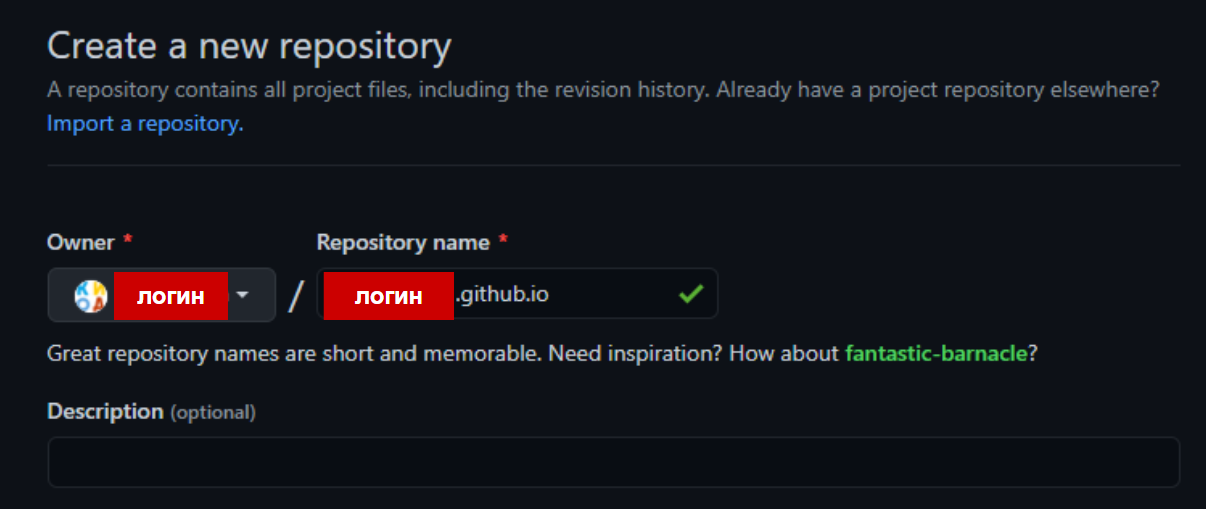 Create a new repository
A repository contains all project files, including the revision history. Already have a project repository elsewhere?
Import a repository.
Owner * Repository name *
логин / логин .github.io
Great repository names are short and memorable. Need inspiration? How about fantastic-barnacle?
Description (optional)